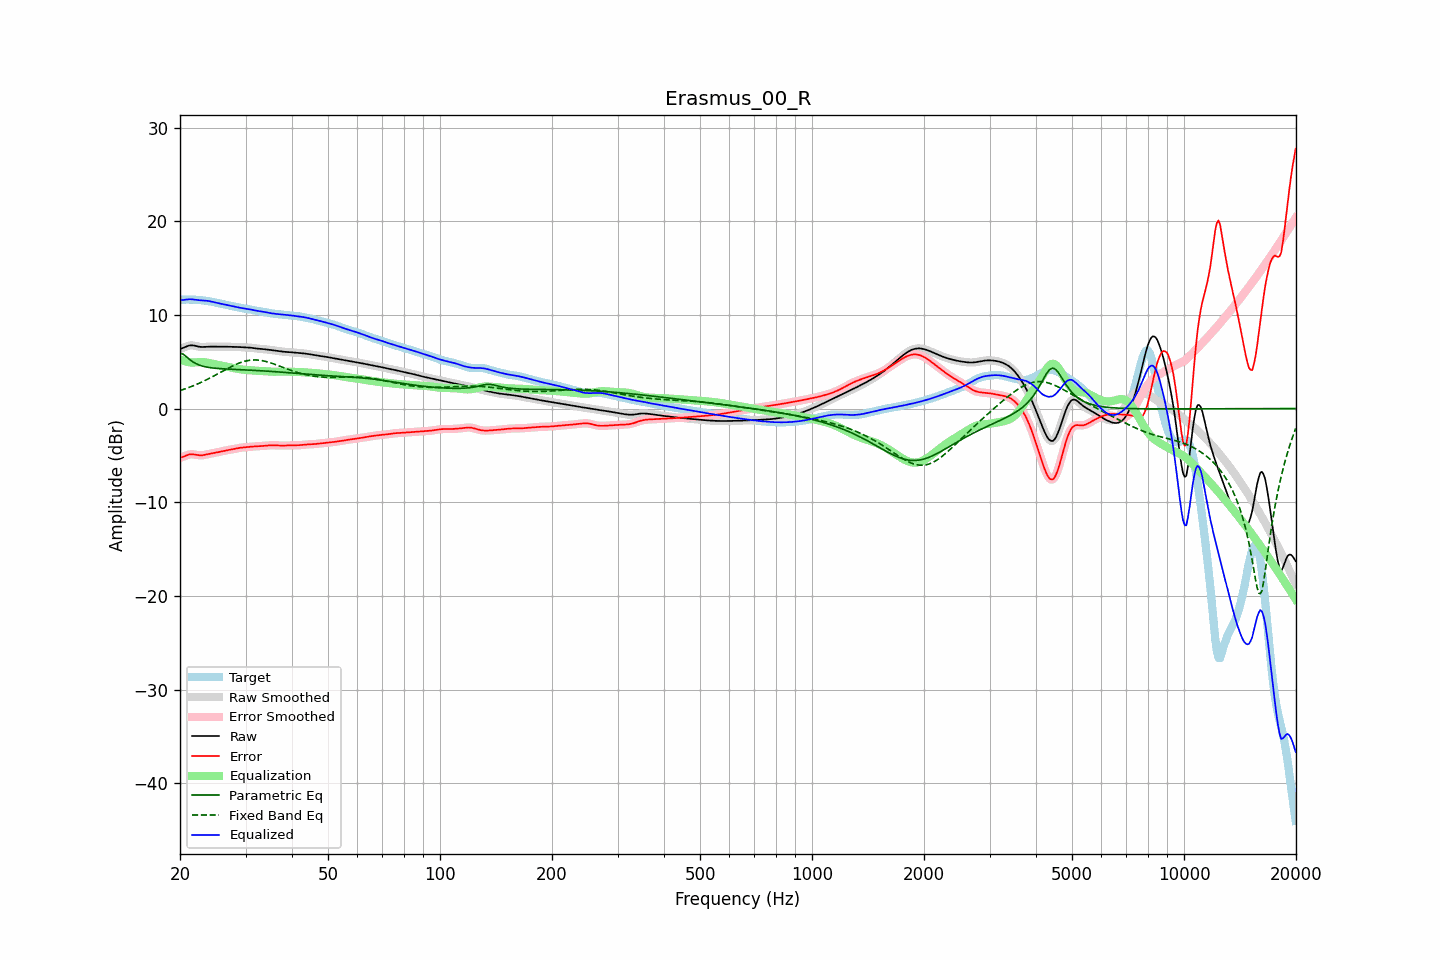 Erasmus_00_R
Amplitude (dBr)
30
20
10
0
−10
−20
−30
−40
Target
Raw Smoothed
Error Smoothed
Raw
Error
Equalization
Parametric Eq
Fixed Band Eq
Equalized
20 50 100 200 500 1000 2000 5000 10000 20000
Frequency (Hz)